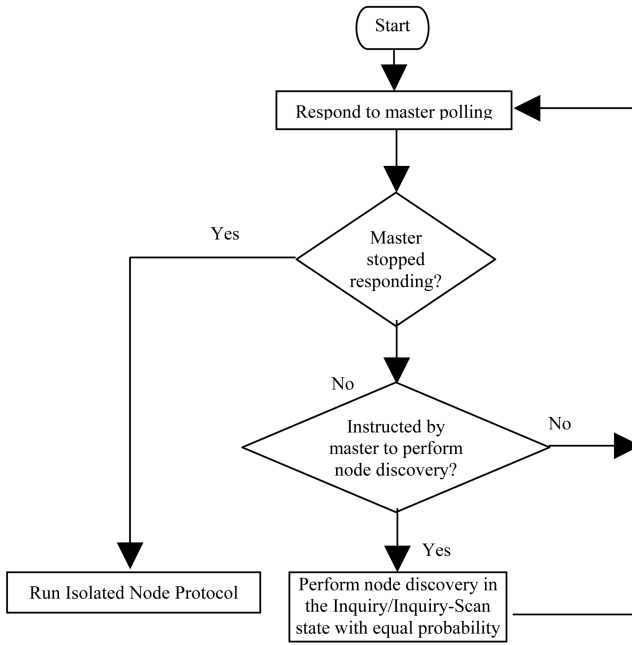 Start
Respond to master polling
Yes
Master
stopped
responding?
No
Instructed by
master to perform
node discovery?
No
Yes
Run Isolated Node Protocol
Perform node discovery in
the Inquiry/Inquiry-Scan
state with equal probability